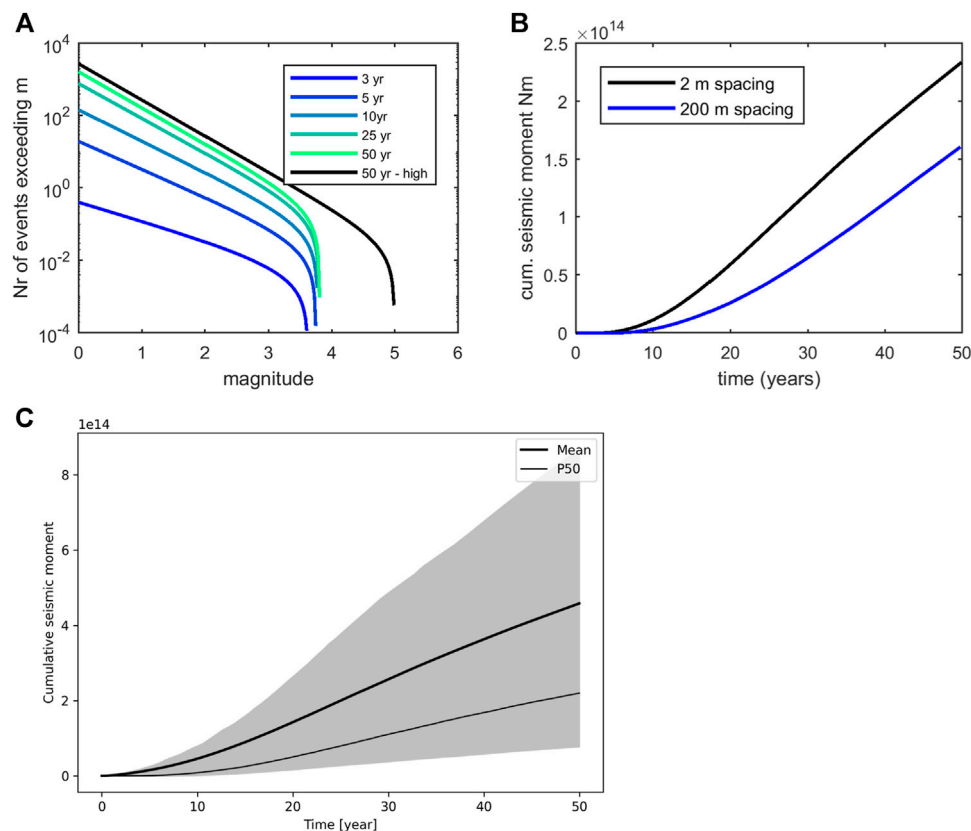 A
Nr of events exceeding m
10^4
10^2
10^0
10^-2
10^-4
3 yr
5 yr
10yr
25 yr
50 yr
50 yr - high
0 1 2 3 4 5 6
magnitude
B
×10^14
cum. seismic moment Nm
2.5
2
1.5
1
0.5
0
2 m spacing
200 m spacing
0 10 20 30 40 50
time (years)
C
1e14
Cumulative seismic moment
8
6
4
2
0
Mean
P50
0 10 20 30 40 50
Time [year]